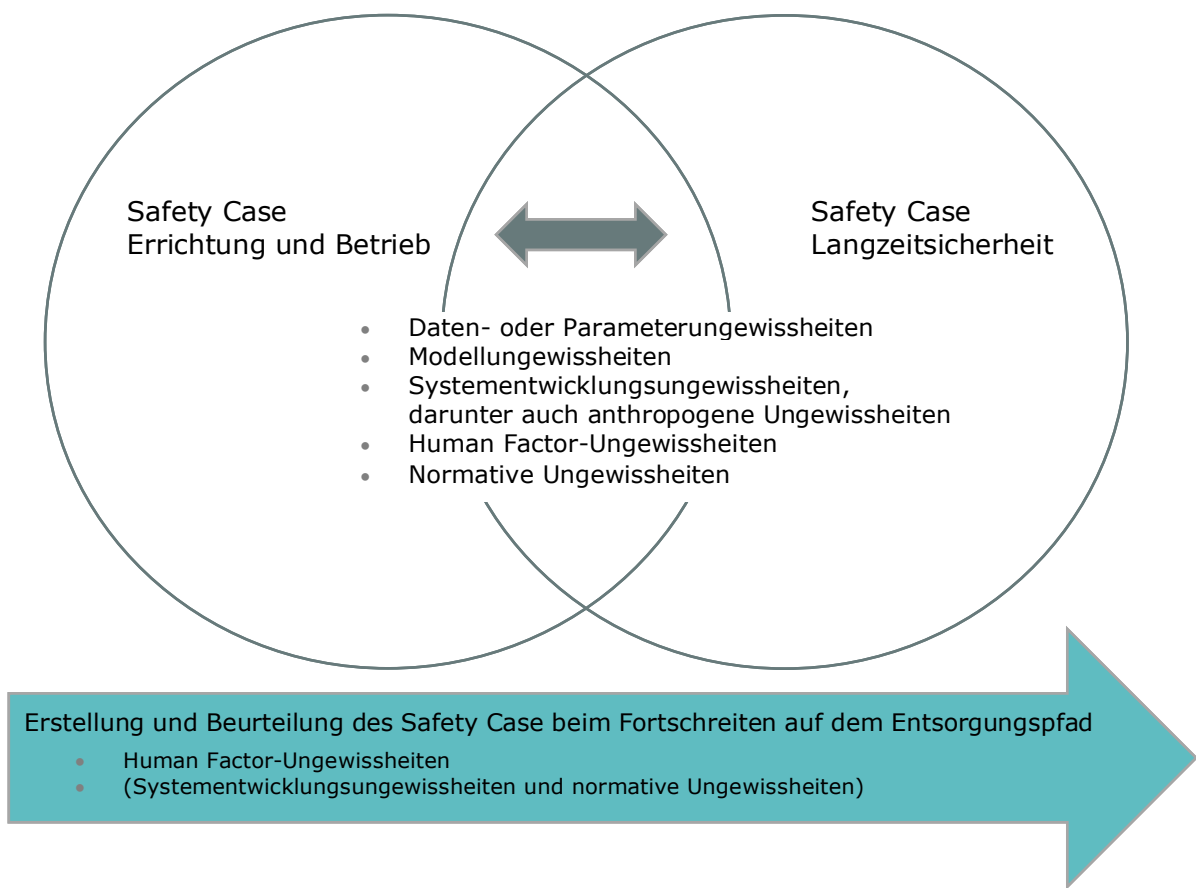 Safety Case
Errichtung und Betrieb
Safety Case
Langzeitsicherheit
• Daten- oder Parameterungewissheiten
• Modellungewissheiten
• Systementwicklungsungewissheiten,
darunter auch anthropogene Ungewissheiten
• Human Factor-Ungewissheiten
• Normative Ungewissheiten
Erstellung und Beurteilung des Safety Case beim Fortschreiten auf dem Entsorgungspfad
• Human Factor-Ungewissheiten
• (Systementwicklungsungewissheiten und normative Ungewissheiten)